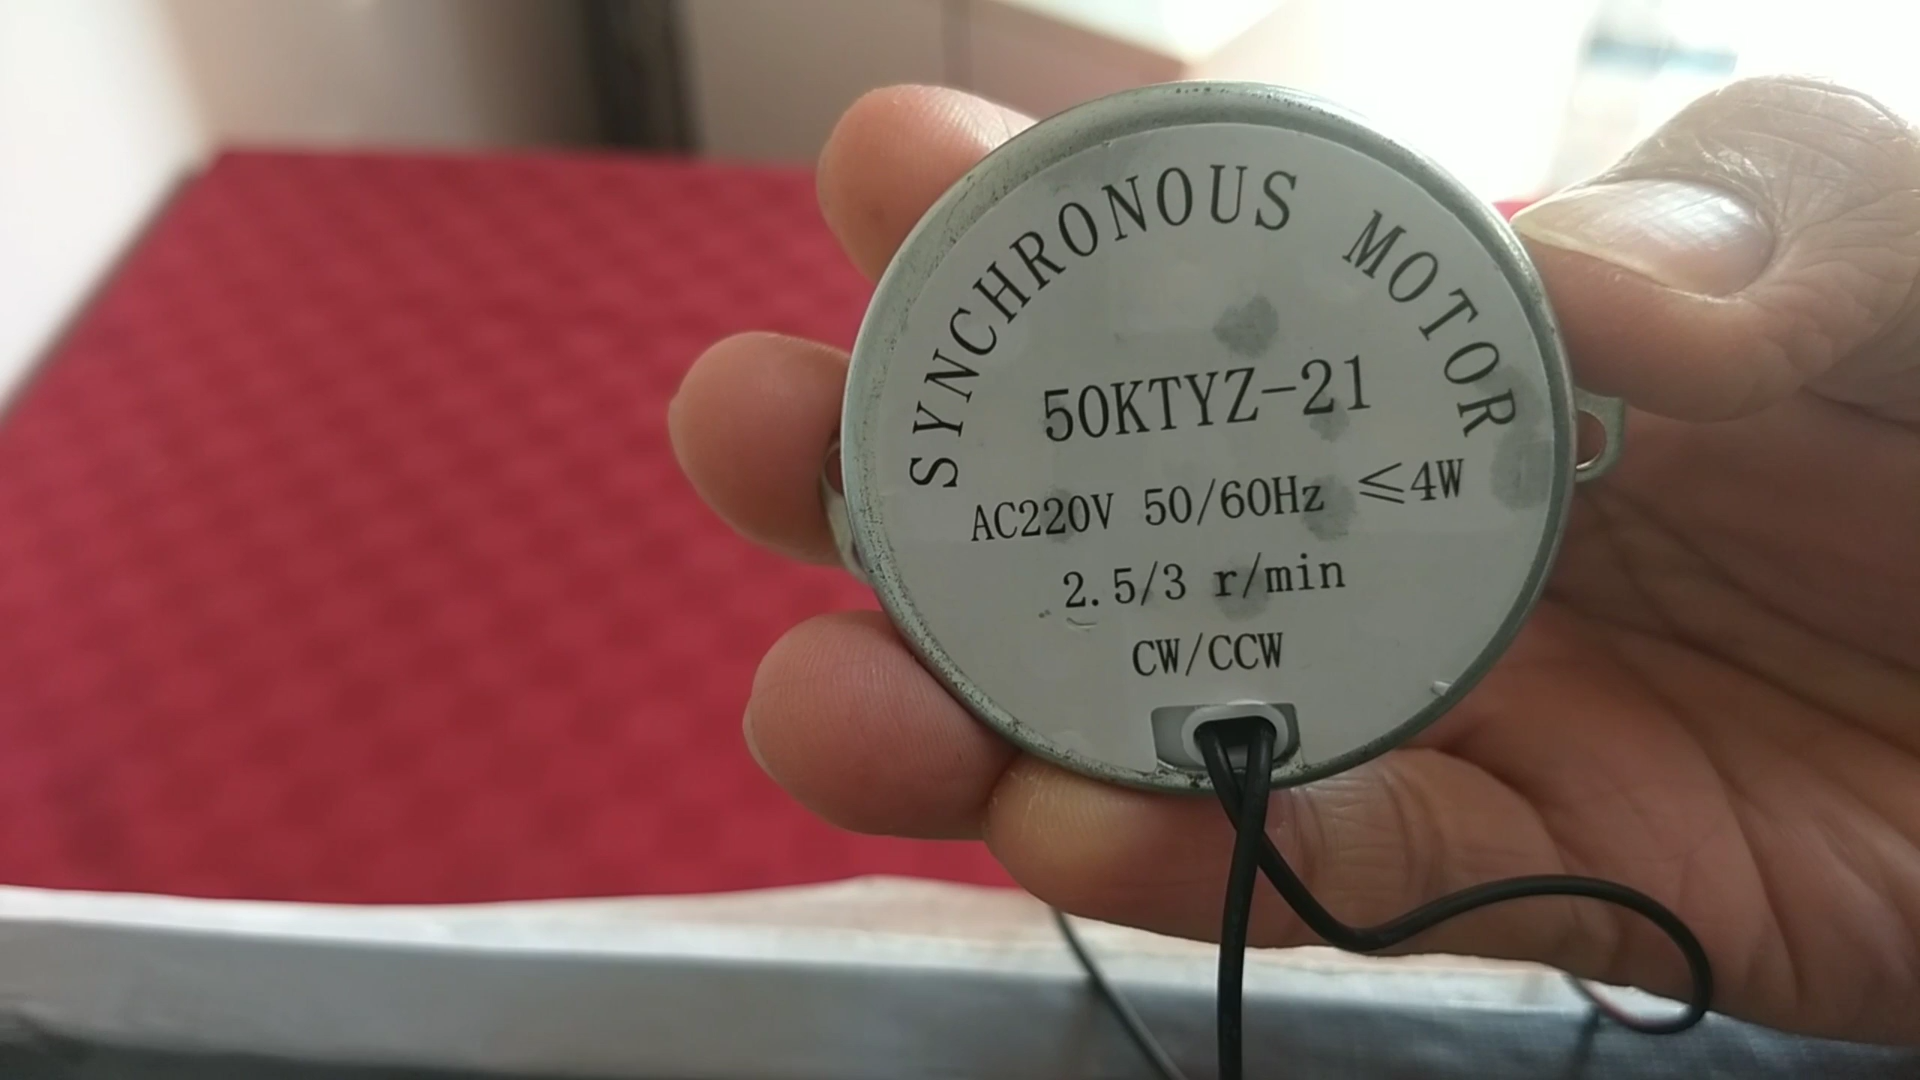 SYNCHRONOUS MOTOR
50KTYZ-21
AC220V 50/60Hz ≤4W
2.5/3 r/min
CW/CCW